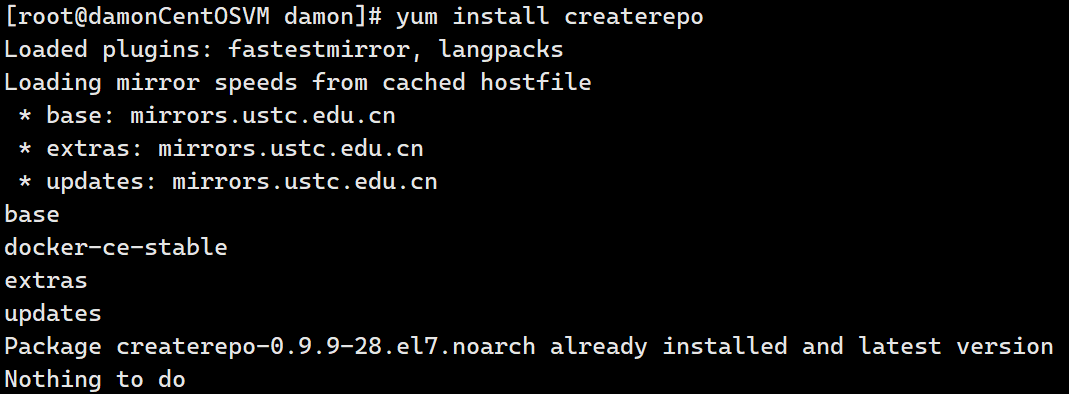 [root@damonCentOSVM damon]# yum install createrepo
Loaded plugins: fastestmirror, langpacks
Loading mirror speeds from cached hostfile
 * base: mirrors.ustc.edu.cn
 * extras: mirrors.ustc.edu.cn
 * updates: mirrors.ustc.edu.cn
base
docker-ce-stable
extras
updates
Package createrepo-0.9.9-28.el7.noarch already installed and latest version
Nothing to do